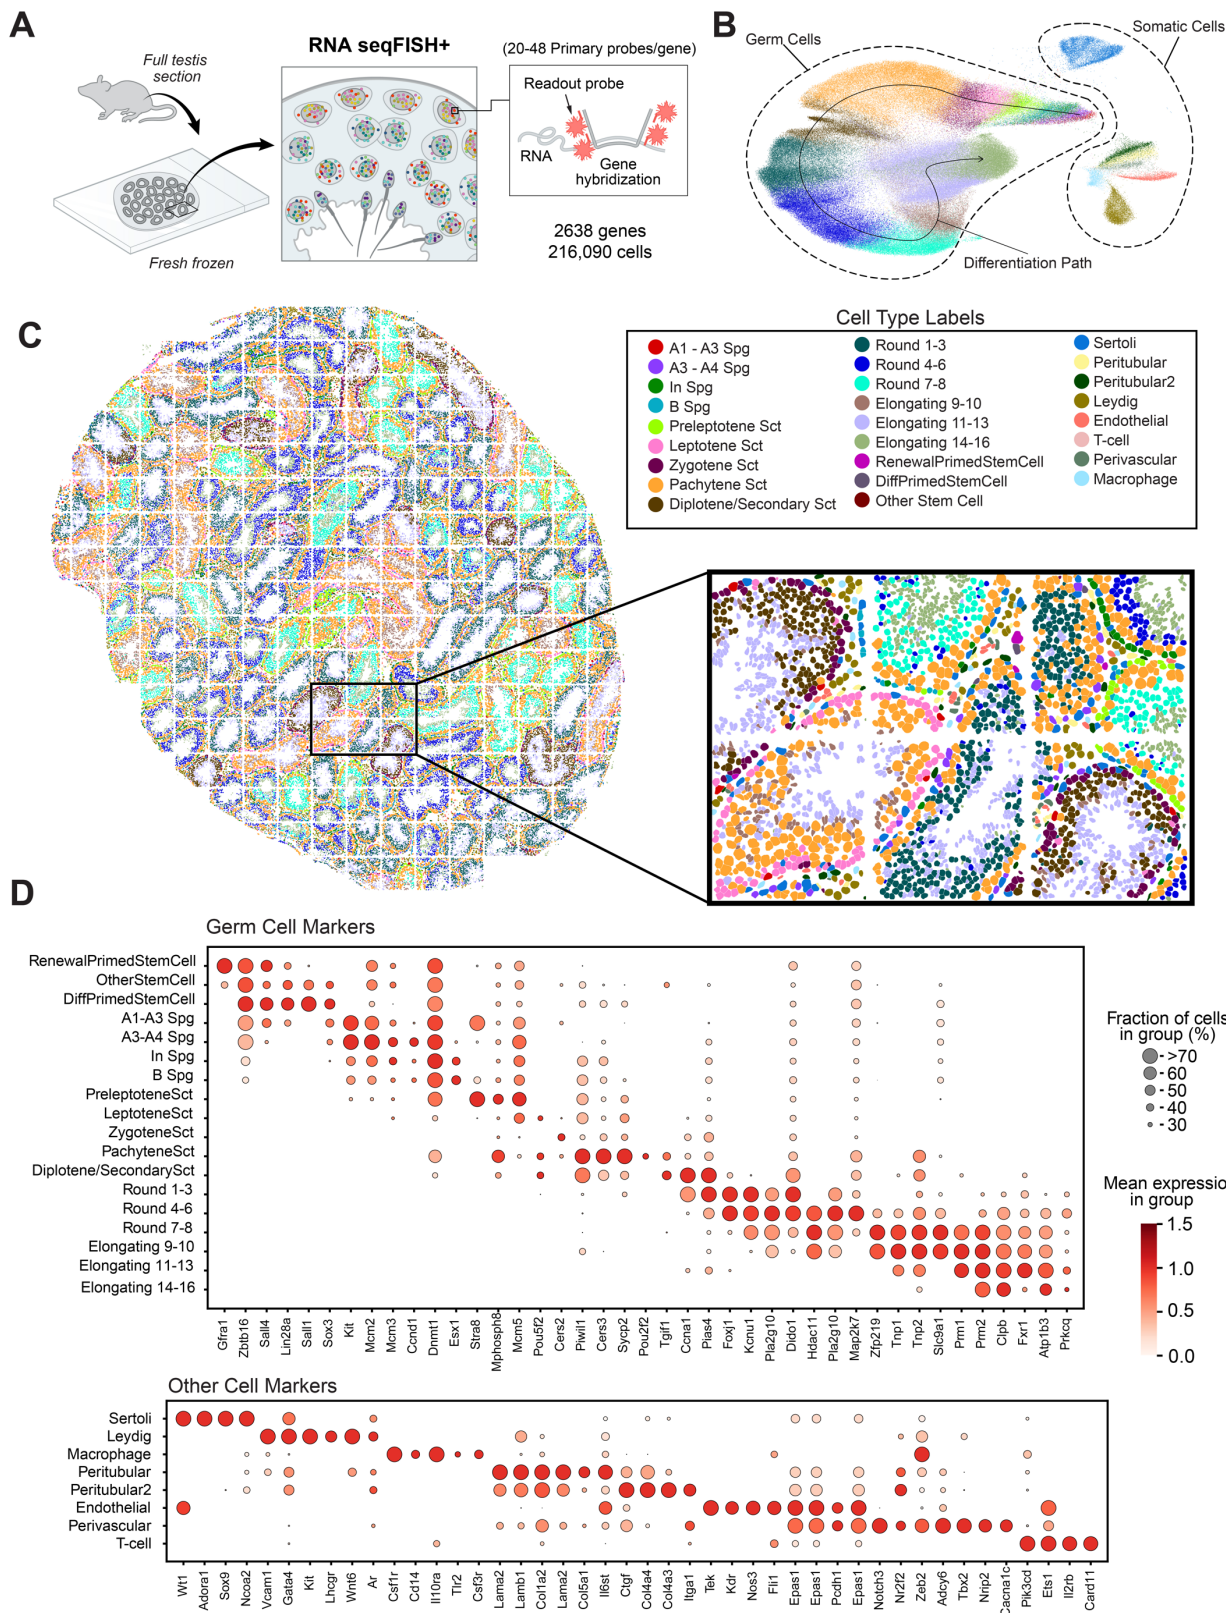 A
Full testis
section
Fresh frozen
RNA seqFISH+
(20-48 Primary probes/gene)
Readout probe
RNA
Gene
hybridization
2638 genes
216,090 cells
B
Germ Cells
Somatic Cells
Differentiation Path
C
Cell Type Labels
A1 - A3 Spg
A3 - A4 Spg
In Spg
B Spg
Preleptotene Sct
Leptotene Sct
Zygotene Sct
Pachytene Sct
Diplotene/Secondary Sct
Round 1-3
Round 4-6
Round 7-8
Elongating 9-10
Elongating 11-13
Elongating 14-16
RenewalPrimedStemCell
DiffPrimedStemCell
Other Stem Cell
Sertoli
Peritubular
Peritubular2
Leydig
Endothelial
T-cell
Perivascular
Macrophage
D
Germ Cell Markers
RenewalPrimedStemCell
OtherStemCell
DiffPrimedStemCell
A1-A3 Spg
A3-A4 Spg
In Spg
B Spg
PreleptoteneSct
LeptoteneSct
ZygoteneSct
PachyteneSct
Diplotene/SecondarySct
Round 1-3
Round 4-6
Round 7-8
Elongating 9-10
Elongating 11-13
Elongating 14-16
Gfra1
Zbtb16
Sall4
Lin28a
Sall1
Sox3
Kit
Mcm2
Mcm3
Ccnd1
Dnmt1
Esx1
Stra8
Mphosph8
Mcm5
Pou5f2
Cers2
Piwil1
Cers3
Sycp2
Pou2f2
Tgif1
Ccna1
Pias4
Foxj1
Kcnu1
Pla2g10
Dido1
Hdac11
Pla2g10
Map2k7
Zfp219
Tnp1
Tnp2
Slc9a1
Prm1
Prm2
Clpb
Fxr1
Atp1b3
Prkcq
Fraction of cells
in group (%)
>70
60
50
40
30
Mean expression
in group
1.5
1.0
0.5
0.0
Other Cell Markers
Sertoli
Leydig
Macrophage
Peritubular
Peritubular2
Endothelial
Perivascular
T-cell
Wt1
Adora1
Sox9
Ncoa2
Vcam1
Gata4
Kit
Lhcgr
Wnt6
Ar
Csf1r
Cd14
Il10ra
Tlr2
Csf3r
Lama2
Lamb1
Col1a2
Lama2
Col5a1
Il6st
Ctgf
Col4a4
Col4a3
Itga1
Tek
Kdr
Nos3
Fli1
Epas1
Epas1
Pcdh1
Epas1
Notch3
Nr2f2
Zeb2
Adcy6
Tbx2
Nrip2
Cacna1c
Pik3cd
Ets1
Il2rb
Card11